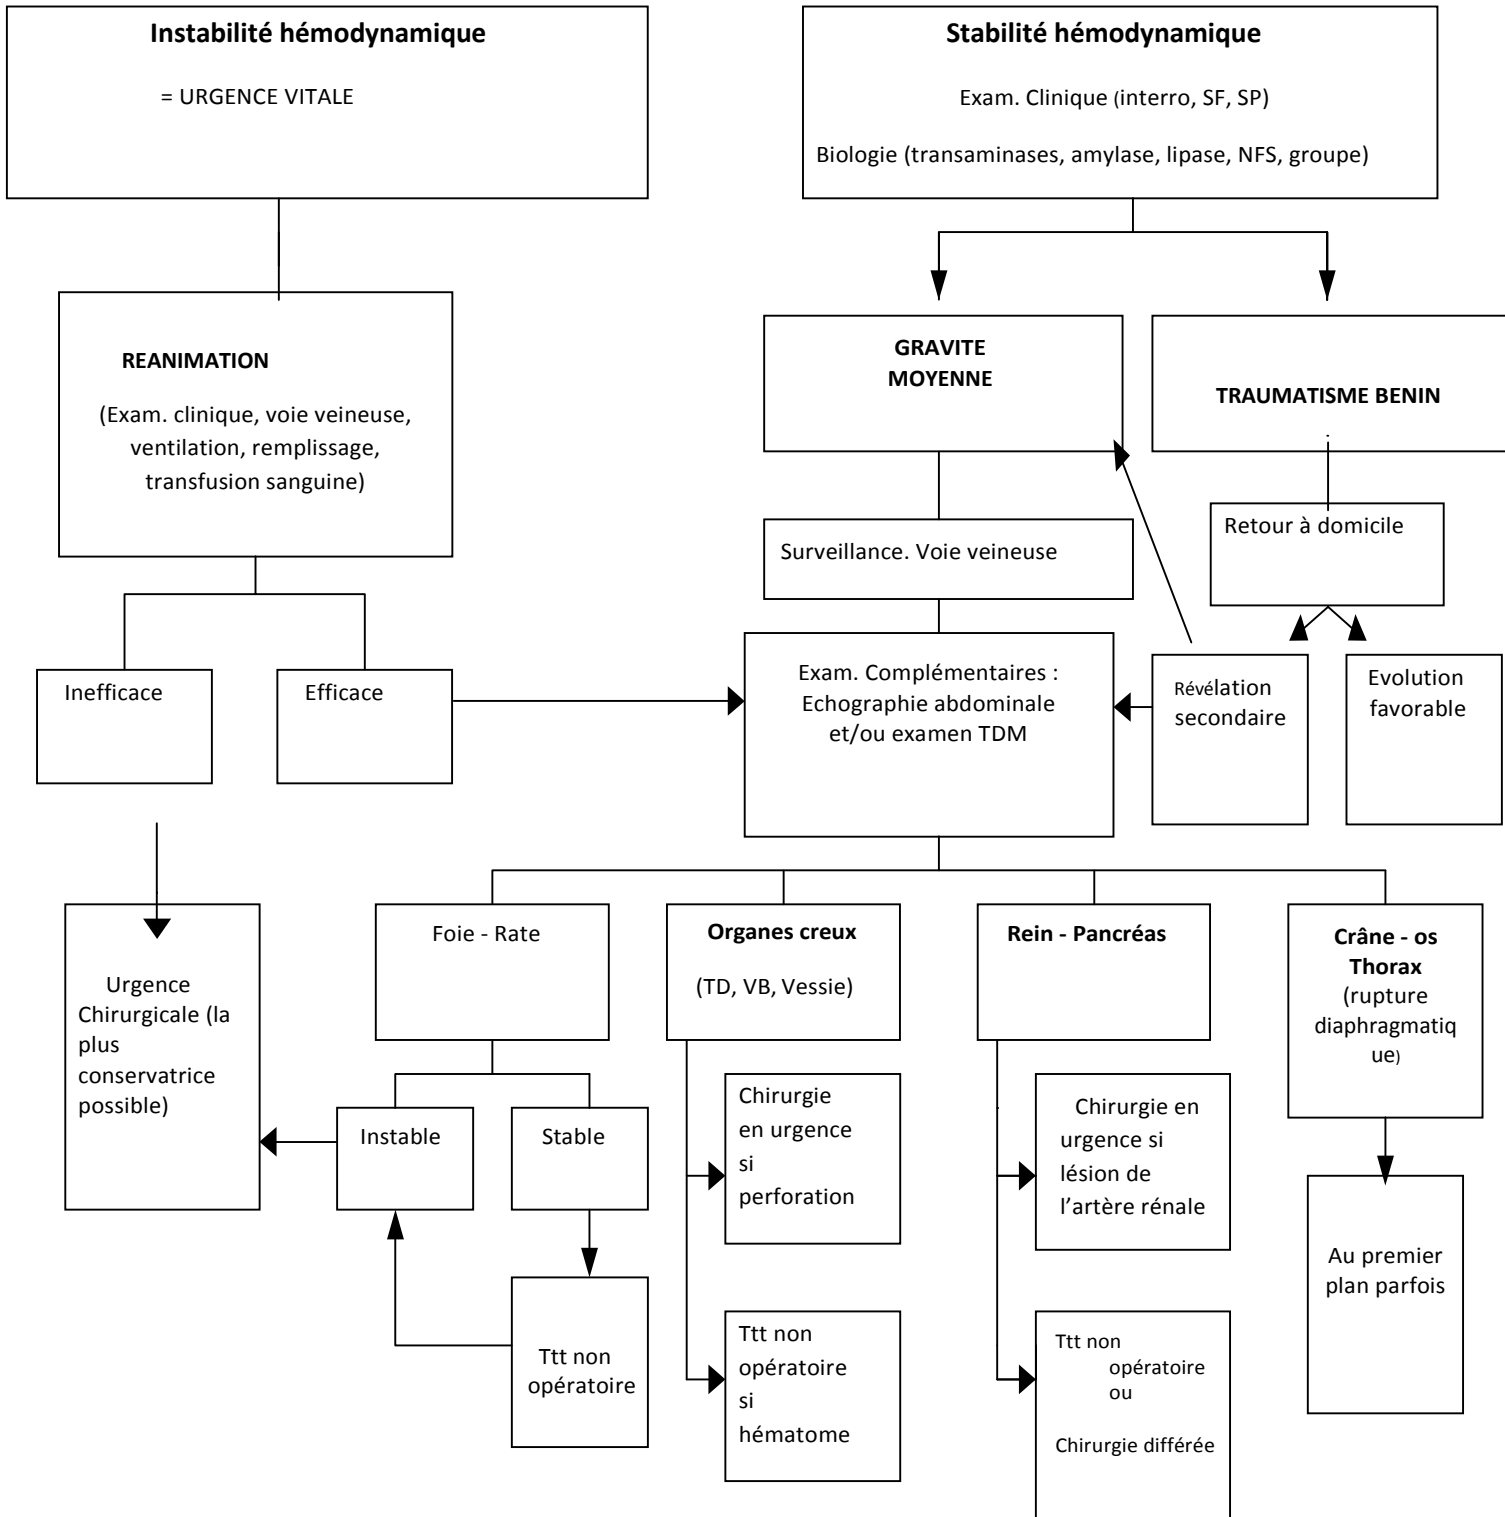 Instabilité hémodynamique
= URGENCE VITALE
Stabilité hémodynamique
Exam. Clinique (interro, SF, SP)
Biologie (transaminases, amylase, lipase, NFS, groupe)
REANIMATION
(Exam. clinique, voie veineuse,
ventilation, remplissage,
transfusion sanguine)
GRAVITE
MOYENNE
TRAUMATISME BENIN
.
Surveillance. Voie veineuse
Retour à domicile
Inefficace
Efficace
Exam. Complémentaires :
Echographie abdominale
et/ou examen TDM
Révélation
secondaire
Evolution
favorable
Urgence
Chirurgicale (la
plus
conservatrice
possible)
Foie - Rate
Organes creux
(TD, VB, Vessie)
Rein - Pancréas
Crâne - os
Thorax
(rupture
diaphragmatiq
ue)
Instable
Stable
Chirurgie
en urgence
si
perforation
Chirurgie en
urgence si
lésion de
l’artère rénale
Au premier
plan parfois
Ttt non
opératoire
Ttt non
opératoire
si
hématome
Ttt non
opératoire
ou
Chirurgie différée